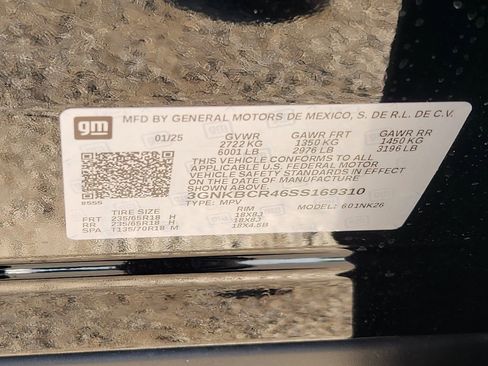 gm
MFD BY GENERAL MOTORS DE MEXICO, S. DE R.L. DE C.V.
01/25 GVWR GAWR FRT GAWR RR
2722 KG 1350 KG 1450 KG
6001 LB 2976 LB 3196 LB
THIS VEHICLE CONFORMS TO ALL
APPLICABLE U.S. FEDERAL MOTOR
VEHICLE SAFETY STANDARDS IN EFFECT
ON THE DATE OF MANUFACTURE
3GNKBCR46SS169310
TYPE: MPV MODEL: 601NK26
TIRE SIZE RIM
FRT 235/65R18 H 18X8J
RR 235/65R18 H 18X8J
SPA T135/70R18 M 18X4.5B